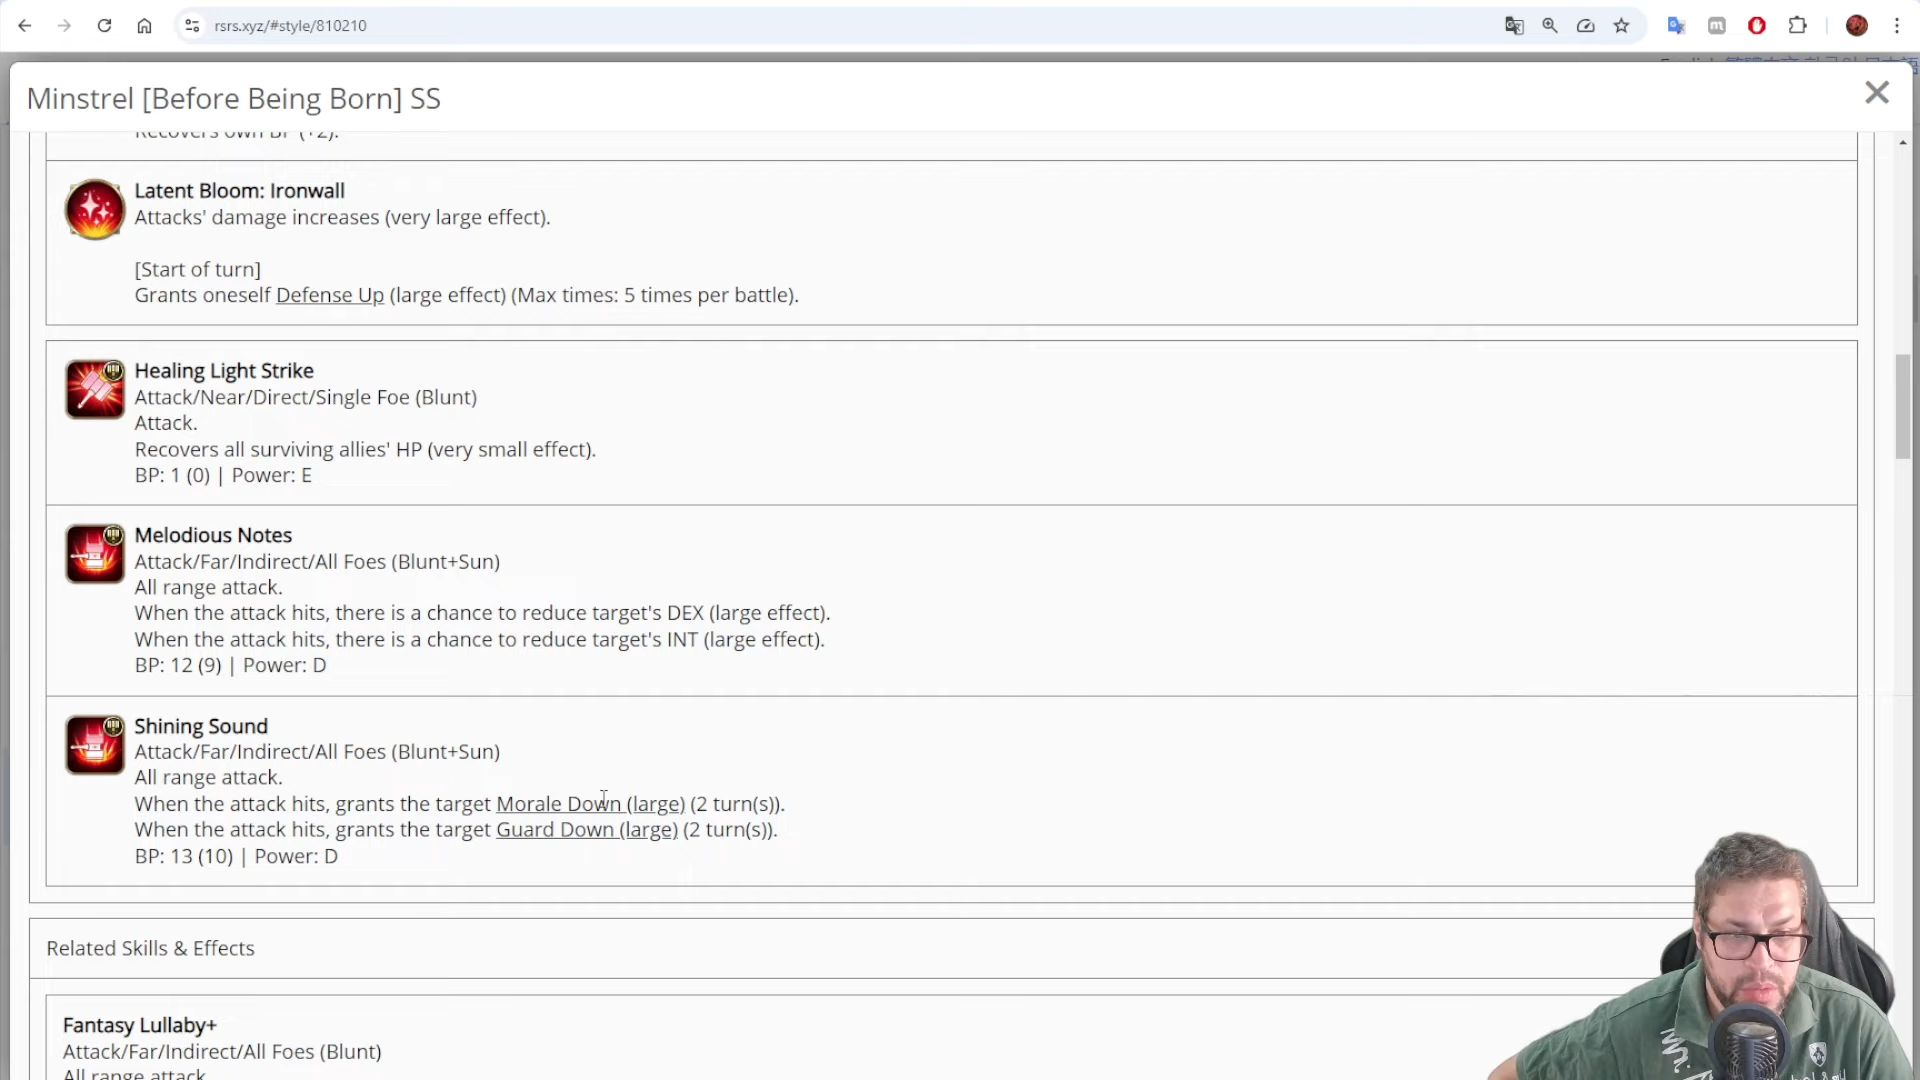 rsrs.xyz/#style/810210
Minstrel [Before Being Born] SS
Recovers own BP (+2).
Latent Bloom: Ironwall
Attacks' damage increases (very large effect).
[Start of turn]
Grants oneself Defense Up (large effect) (Max times: 5 times per battle).
Healing Light Strike
Attack/Near/Direct/Single Foe (Blunt)
Attack.
Recovers all surviving allies' HP (very small effect).
BP: 1 (0) | Power: E
Melodious Notes
Attack/Far/Indirect/All Foes (Blunt+Sun)
All range attack.
When the attack hits, there is a chance to reduce target's DEX (large effect).
When the attack hits, there is a chance to reduce target's INT (large effect).
BP: 12 (9) | Power: D
Shining Sound
Attack/Far/Indirect/All Foes (Blunt+Sun)
All range attack.
When the attack hits, grants the target Morale Down (large) (2 turn(s)).
When the attack hits, grants the target Guard Down (large) (2 turn(s)).
BP: 13 (10) | Power: D
Related Skills & Effects
Fantasy Lullaby+
Attack/Far/Indirect/All Foes (Blunt)
All range attack